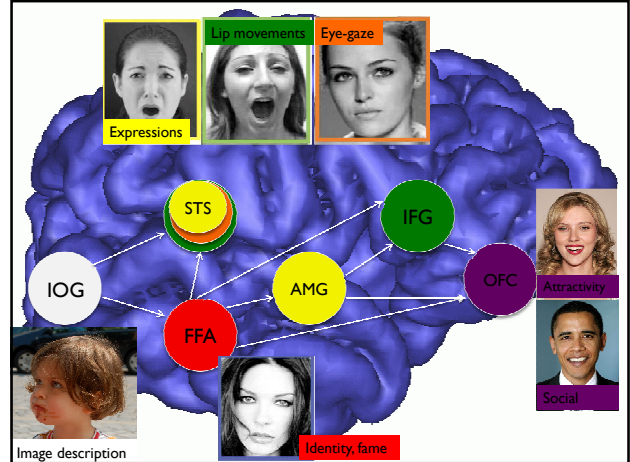 Lip movements
Eye-gaze
Expressions
STS
IFG
IOG
AMG
OFC
FFA
Attractivity
Social
Identity, fame
Image description